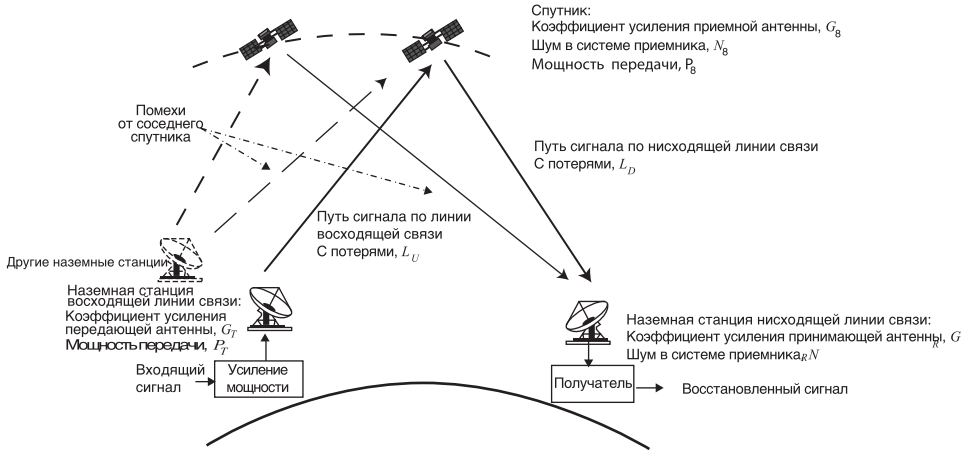 Спутник:
Коэффициент усиления приемной антенны, G8
Шум в системе приемника, N8
Мощность передачи, P8
Помехи
от соседнего
спутника
Путь сигнала по нисходящей линии связи
С потерями, LD
Путь сигнала по линии
восходящей связи
С потерями, LU
Другие наземные станции
Наземная станция
восходящей линии связи:
Коэффициент усиления
передающей антенны, GT
Мощность передачи, PT
Входящий
сигнал
Усиление
мощности
Наземная станция нисходящей линии связи:
Коэффициент усиления принимающей антенны, GR
Шум в системе приемникаRN
Получатель
Восстановленный сигнал